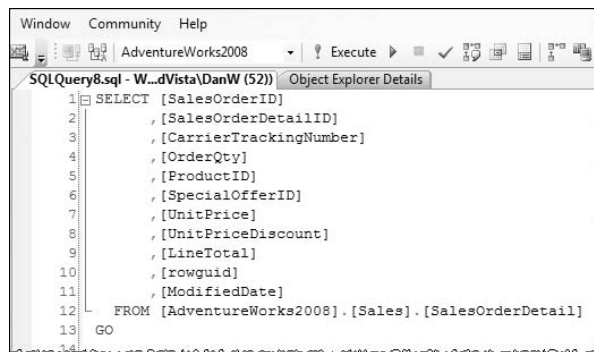 Window Community Help
AdventureWorks2008 Execute
SQLQuery8.sql - W...dVista\DanW (52)) Object Explorer Details
1 SELECT [SalesOrderID]
2 ,[SalesOrderDetailID]
3 ,[CarrierTrackingNumber]
4 ,[OrderQty]
5 ,[ProductID]
6 ,[SpecialOfferID]
7 ,[UnitPrice]
8 ,[UnitPriceDiscount]
9 ,[LineTotal]
10 ,[rowguid]
11 ,[ModifiedDate]
12 FROM [AdventureWorks2008].[Sales].[SalesOrderDetail]
13 GO